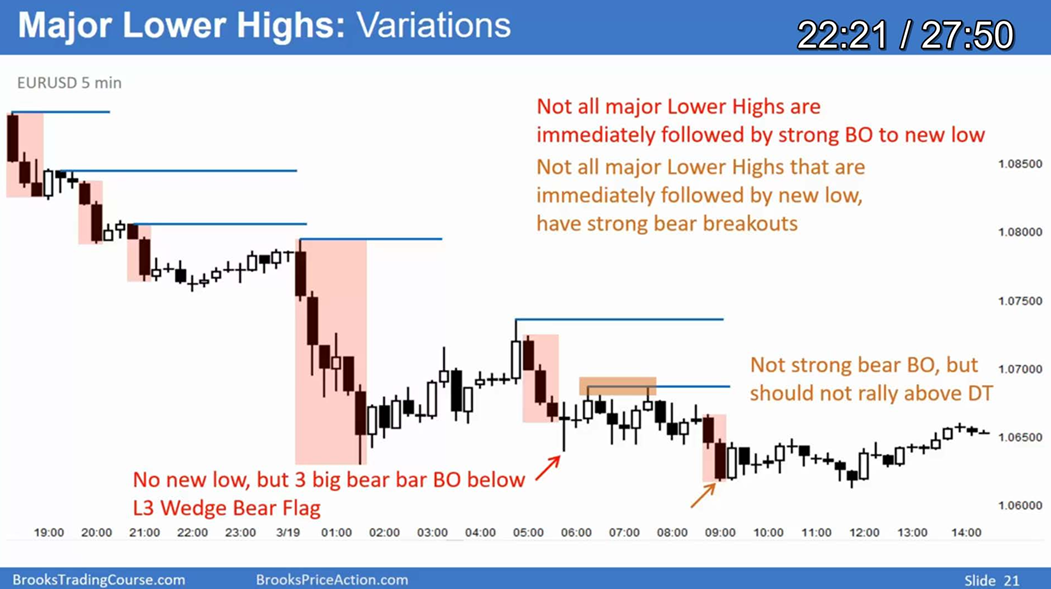 Major Lower Highs: Variations
22:21 / 27:50
EURUSD 5 min
Not all major Lower Highs are
immediately followed by strong BO to new low
Not all major Lower Highs that are
immediately followed by new low,
have strong bear breakouts
1.08500
1.08000
1.07500
1.07000
1.06500
1.06000
Not strong bear BO, but
should not rally above DT
No new low, but 3 big bear bar BO below
L3 Wedge Bear Flag
19:00 20:00 21:00 22:00 23:00 3/19 01:00 02:00 03:00 04:00 05:00 06:00 07:00 08:00 09:00 10:00 11:00 12:00 13:00 14:00
BrooksTradingCourse.com BrooksPriceAction.com Slide 21